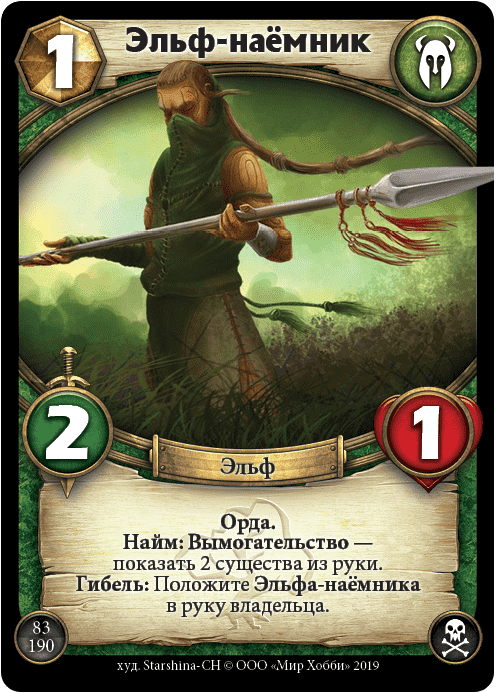 1
Эльф-наёмник
2
1
Эльф
Орда.
Найм: Вымогательство —
показать 2 существа из руки.
Гибель: Положите Эльфа-наёмника
в руку владельца.
83
190
худ. Starshina-CH © ООО «Мир Хобби» 2019